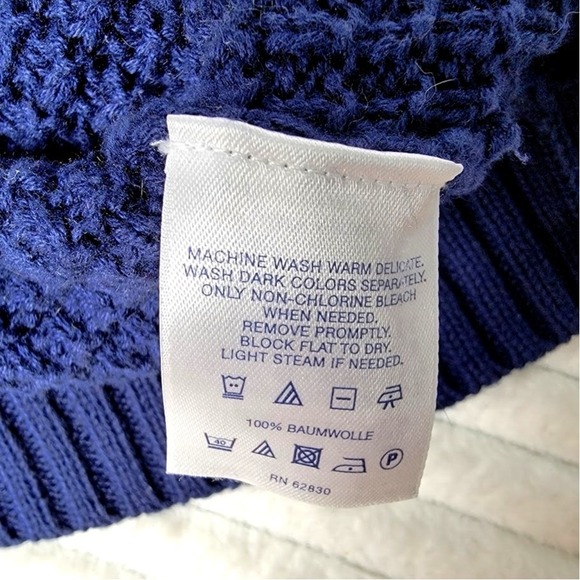 MACHINE WASH WARM DELICATE.
WASH DARK COLORS SEPARATELY.
ONLY NON-CHLORINE BLEACH
WHEN NEEDED.
REMOVE PROMPTLY.
BLOCK FLAT TO DRY.
LIGHT STEAM IF NEEDED.
100% BAUMWOLLE
40
P
RN 62830